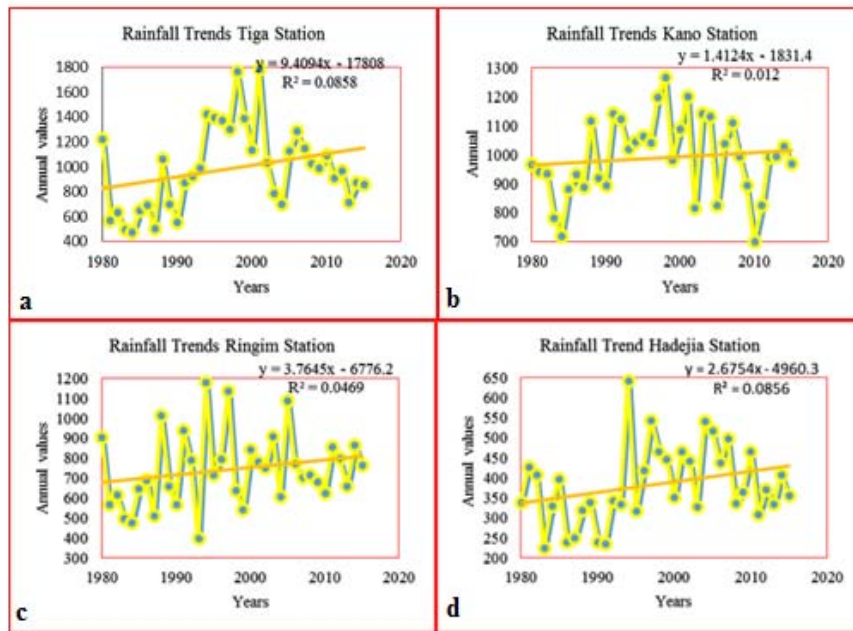 Rainfall Trends Tiga Station
y = 9.4094x - 17808
R² = 0.0858
1800
1600
1400
1200
1000
800
600
400
1980 1990 2000 2010 2020
Annual values
Years
a
Rainfall Trends Kano Station
y = 1.4124x - 1831.4
R² = 0.012
1300
1200
1100
1000
900
800
700
1980 1990 2000 2010 2020
Annual
Years
b
Rainfall Trends Ringim Station
y = 3.7645x - 6776.2
R² = 0.0469
1200
1100
1000
900
800
700
600
500
400
300
1980 1990 2000 2010 2020
Annual values
Years
c
Rainfall Trend Hadejia Station
y = 2.6754x - 4960.3
R² = 0.0856
650
600
550
500
450
400
350
300
250
200
1980 1990 2000 2010 2020
Annual values
Years
d